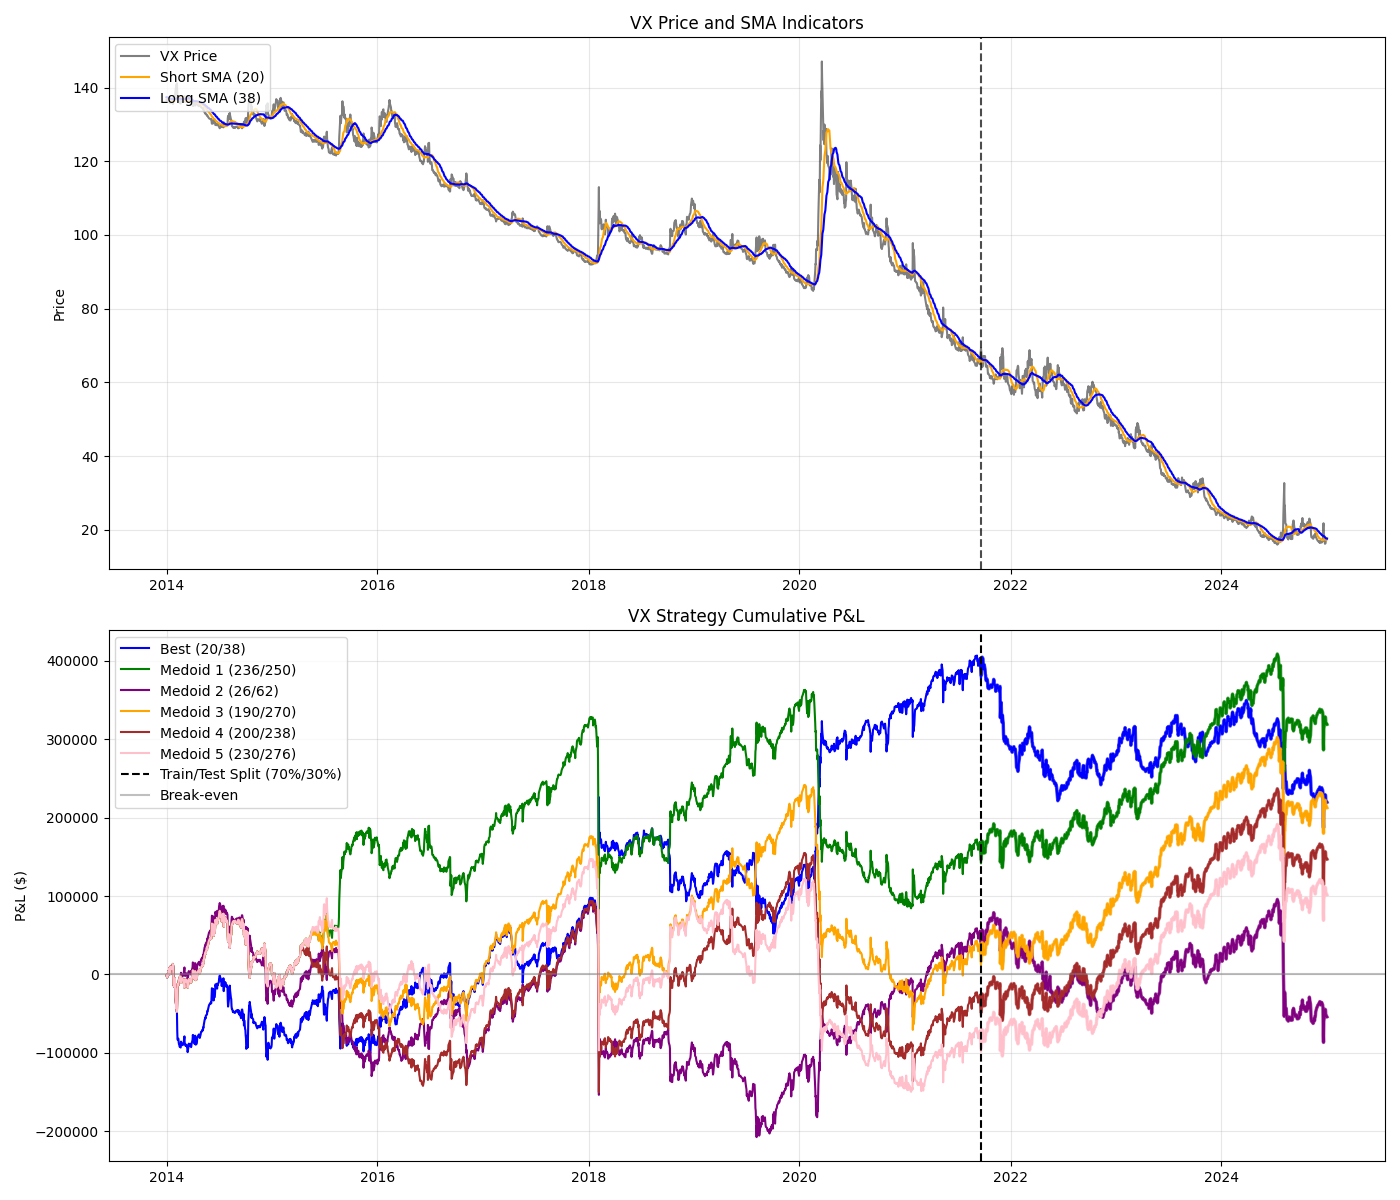 VX Price and SMA Indicators
VX Price
Short SMA (20)
Long SMA (38)
Price
140
120
100
80
60
40
20
2014
2016
2018
2020
2022
2024
VX Strategy Cumulative P&L
Best (20/38)
Medoid 1 (236/250)
Medoid 2 (26/62)
Medoid 3 (190/270)
Medoid 4 (200/238)
Medoid 5 (230/276)
Train/Test Split (70%/30%)
Break-even
P&L ($)
400000
300000
200000
100000
0
−100000
−200000
2014
2016
2018
2020
2022
2024